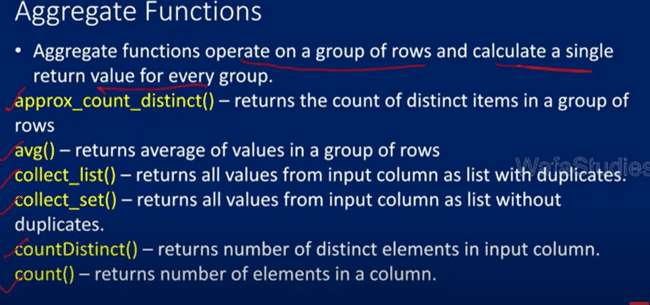 Aggregate Functions
• Aggregate functions operate on a group of rows and calculate a single
return value for every group.
approx_count_distinct() – returns the count of distinct items in a group of
rows
avg() – returns average of values in a group of rows
WafaStudies
collect_list() – returns all values from input column as list with duplicates.
collect_set() – returns all values from input column as list without
duplicates.
countDistinct() – returns number of distinct elements in input column.
count() – returns number of elements in a column.